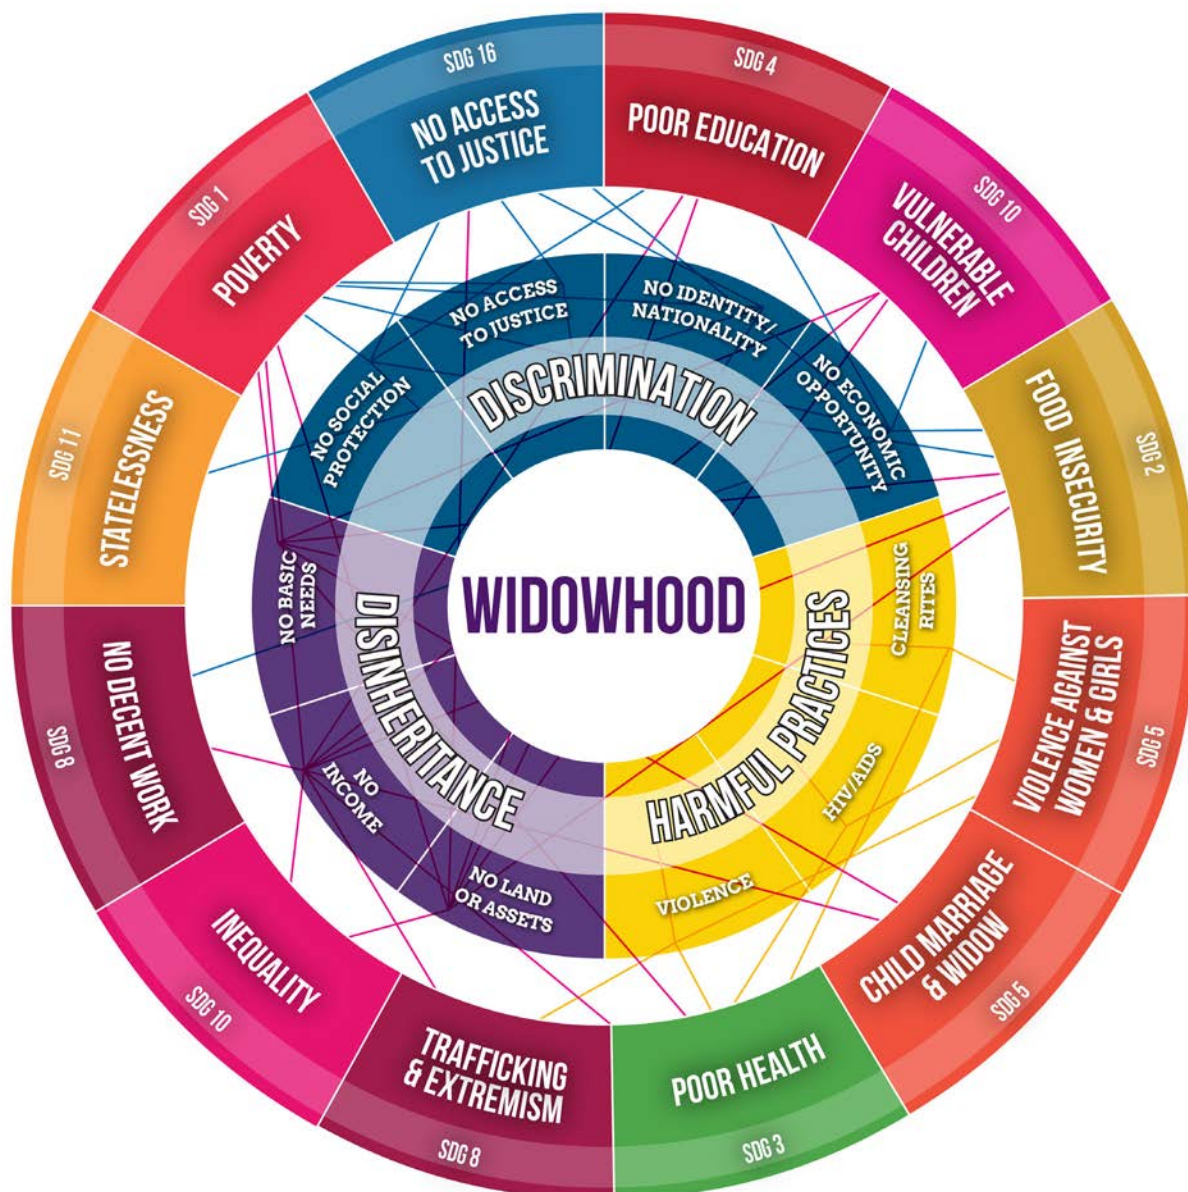 SDG 16
NO ACCESS
TO JUSTICE
SDG 4
POOR EDUCATION
SDG 10
VULNERABLE
CHILDREN
SDG 2
FOOD INSECURITY
SDG 5
VIOLENCE AGAINST
WOMEN & GIRLS
SDG 5
CHILD MARRIAGE
& WIDOW
SDG 3
POOR HEALTH
SDG 8
TRAFFICKING
& EXTREMISM
SDG 10
INEQUALITY
SDG 8
NO DECENT WORK
SDG 11
STATELESSNESS
SDG 1
POVERTY
DISCRIMINATION
NO SOCIAL
PROTECTION
NO ACCESS
TO JUSTICE
NO IDENTITY/
NATIONALITY
NO ECONOMIC
OPPORTUNITY
HARMFUL PRACTICES
CLEANSING
RITES
HIV/AIDS
VIOLENCE
DISINHERITANCE
NO LAND
OR ASSETS
NO
INCOME
NO BASIC
NEEDS
WIDOWHOOD